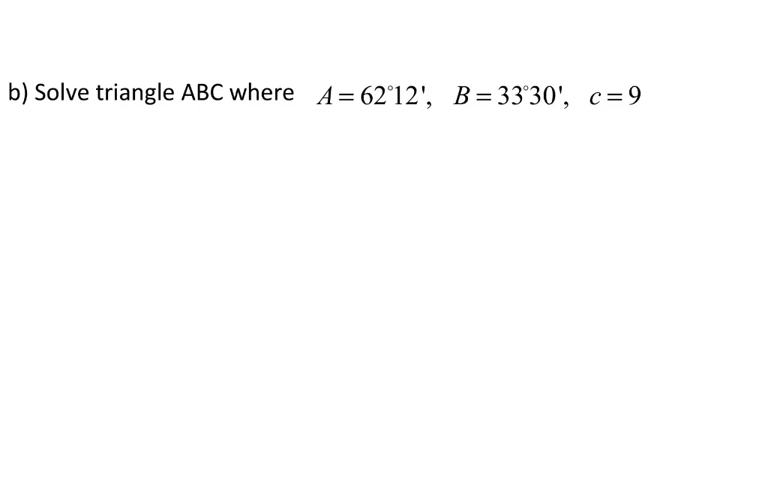 b) Solve triangle ABC where A = 62°12', B = 33°30', c = 9